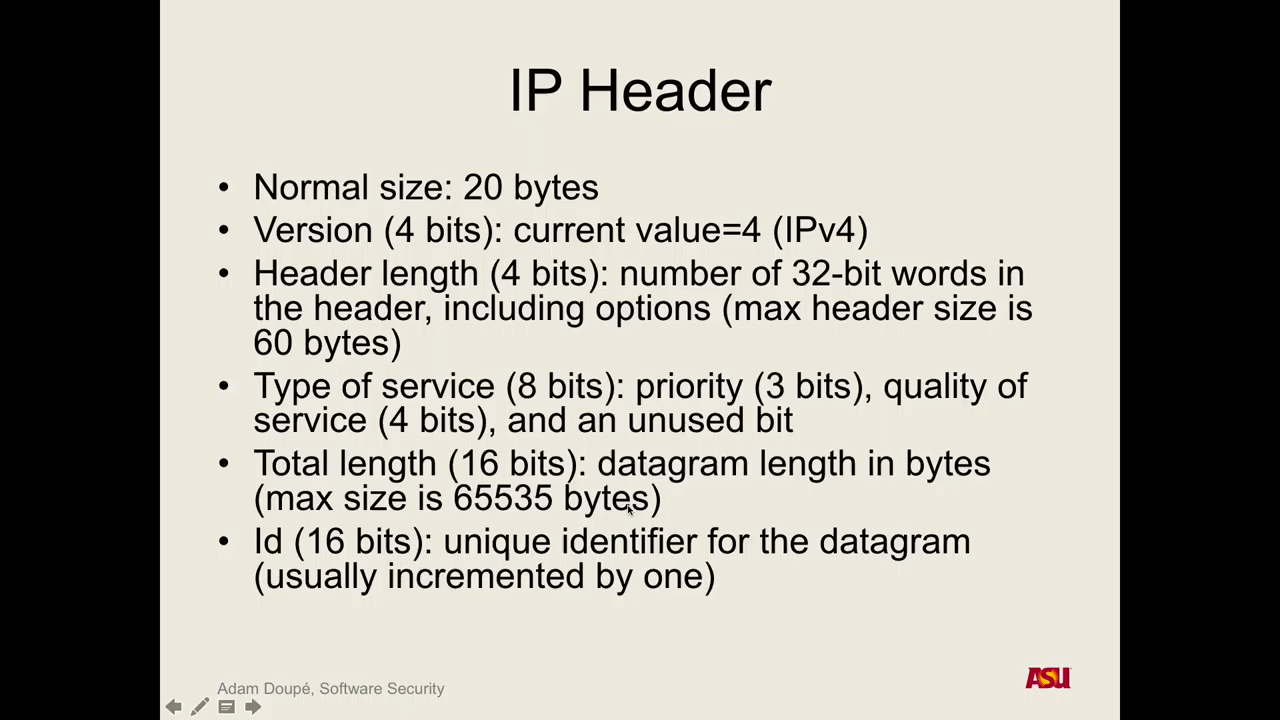 IP Header
• Normal size: 20 bytes
• Version (4 bits): current value=4 (IPv4)
• Header length (4 bits): number of 32-bit words in
the header, including options (max header size is
60 bytes)
• Type of service (8 bits): priority (3 bits), quality of
service (4 bits), and an unused bit
• Total length (16 bits): datagram length in bytes
(max size is 65535 bytes)
• Id (16 bits): unique identifier for the datagram
(usually incremented by one)
Adam Doupé, Software Security
ASU